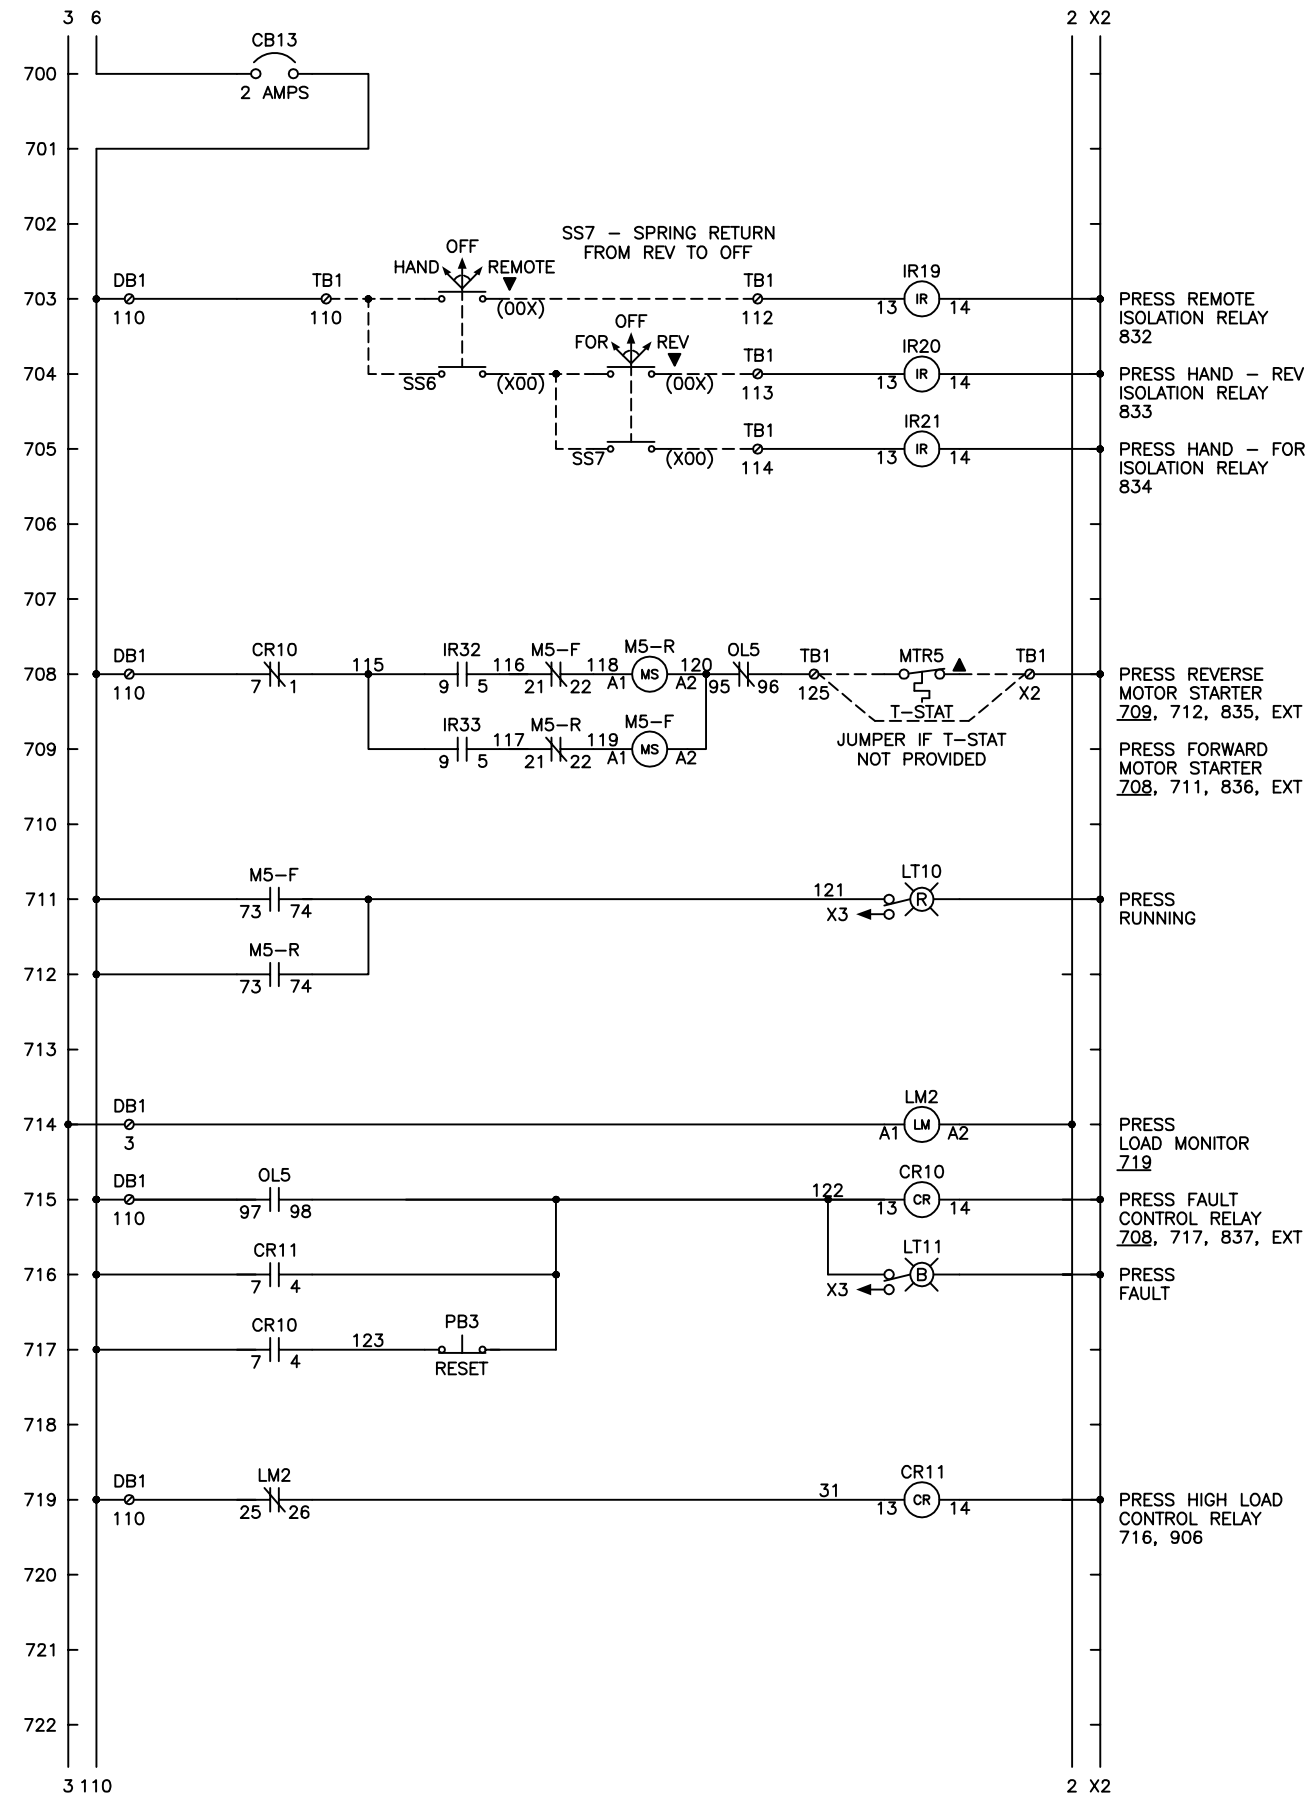 3 6 2 X2
CB13
700
2 AMPS
701
702
SS7 – SPRING RETURN
FROM REV TO OFF
OFF
HAND REMOTE
DB1 TB1 TB1 IR19
703 IR PRESS REMOTE
110 110 (00X) 112 13 14 ISOLATION RELAY
832
OFF
FOR REV
TB1 IR20
704 IR PRESS HAND – REV
SS6 (X00) (00X) 113 13 14 ISOLATION RELAY
833
TB1 IR21
705 IR PRESS HAND – FOR
SS7 (X00) 114 13 14 ISOLATION RELAY
834
706
707
DB1 CR10 115 IR32 116 M5–F 118 M5–R 120 OL5 TB1 MTR5 TB1
708 MS PRESS REVERSE
110 7 1 9 5 21 22 A1 A2 95 96 125 X2 MOTOR STARTER
T–STAT 709, 712, 835, EXT
IR33 117 M5–R 119 M5–F
JUMPER IF T–STAT
NOT PROVIDED
709 MS PRESS FORWARD
9 5 21 22 A1 A2 MOTOR STARTER
708, 711, 836, EXT
710
M5–F 121 LT10
711 R PRESS
73 74 X3 RUNNING
M5–R
712
73 74
713
DB1 LM2
714 LM PRESS
3 A1 A2 LOAD MONITOR
719
DB1 OL5 122 CR10
715 CR PRESS FAULT
110 97 98 13 14 CONTROL RELAY
708, 717, 837, EXT
CR11 LT11
716 B PRESS
7 4 X3 FAULT
CR10 123 PB3
717
7 4 RESET
718
DB1 LM2 31 CR11
719 CR PRESS HIGH LOAD
110 25 26 13 14 CONTROL RELAY
716, 906
720
721
722
3 110 2 X2